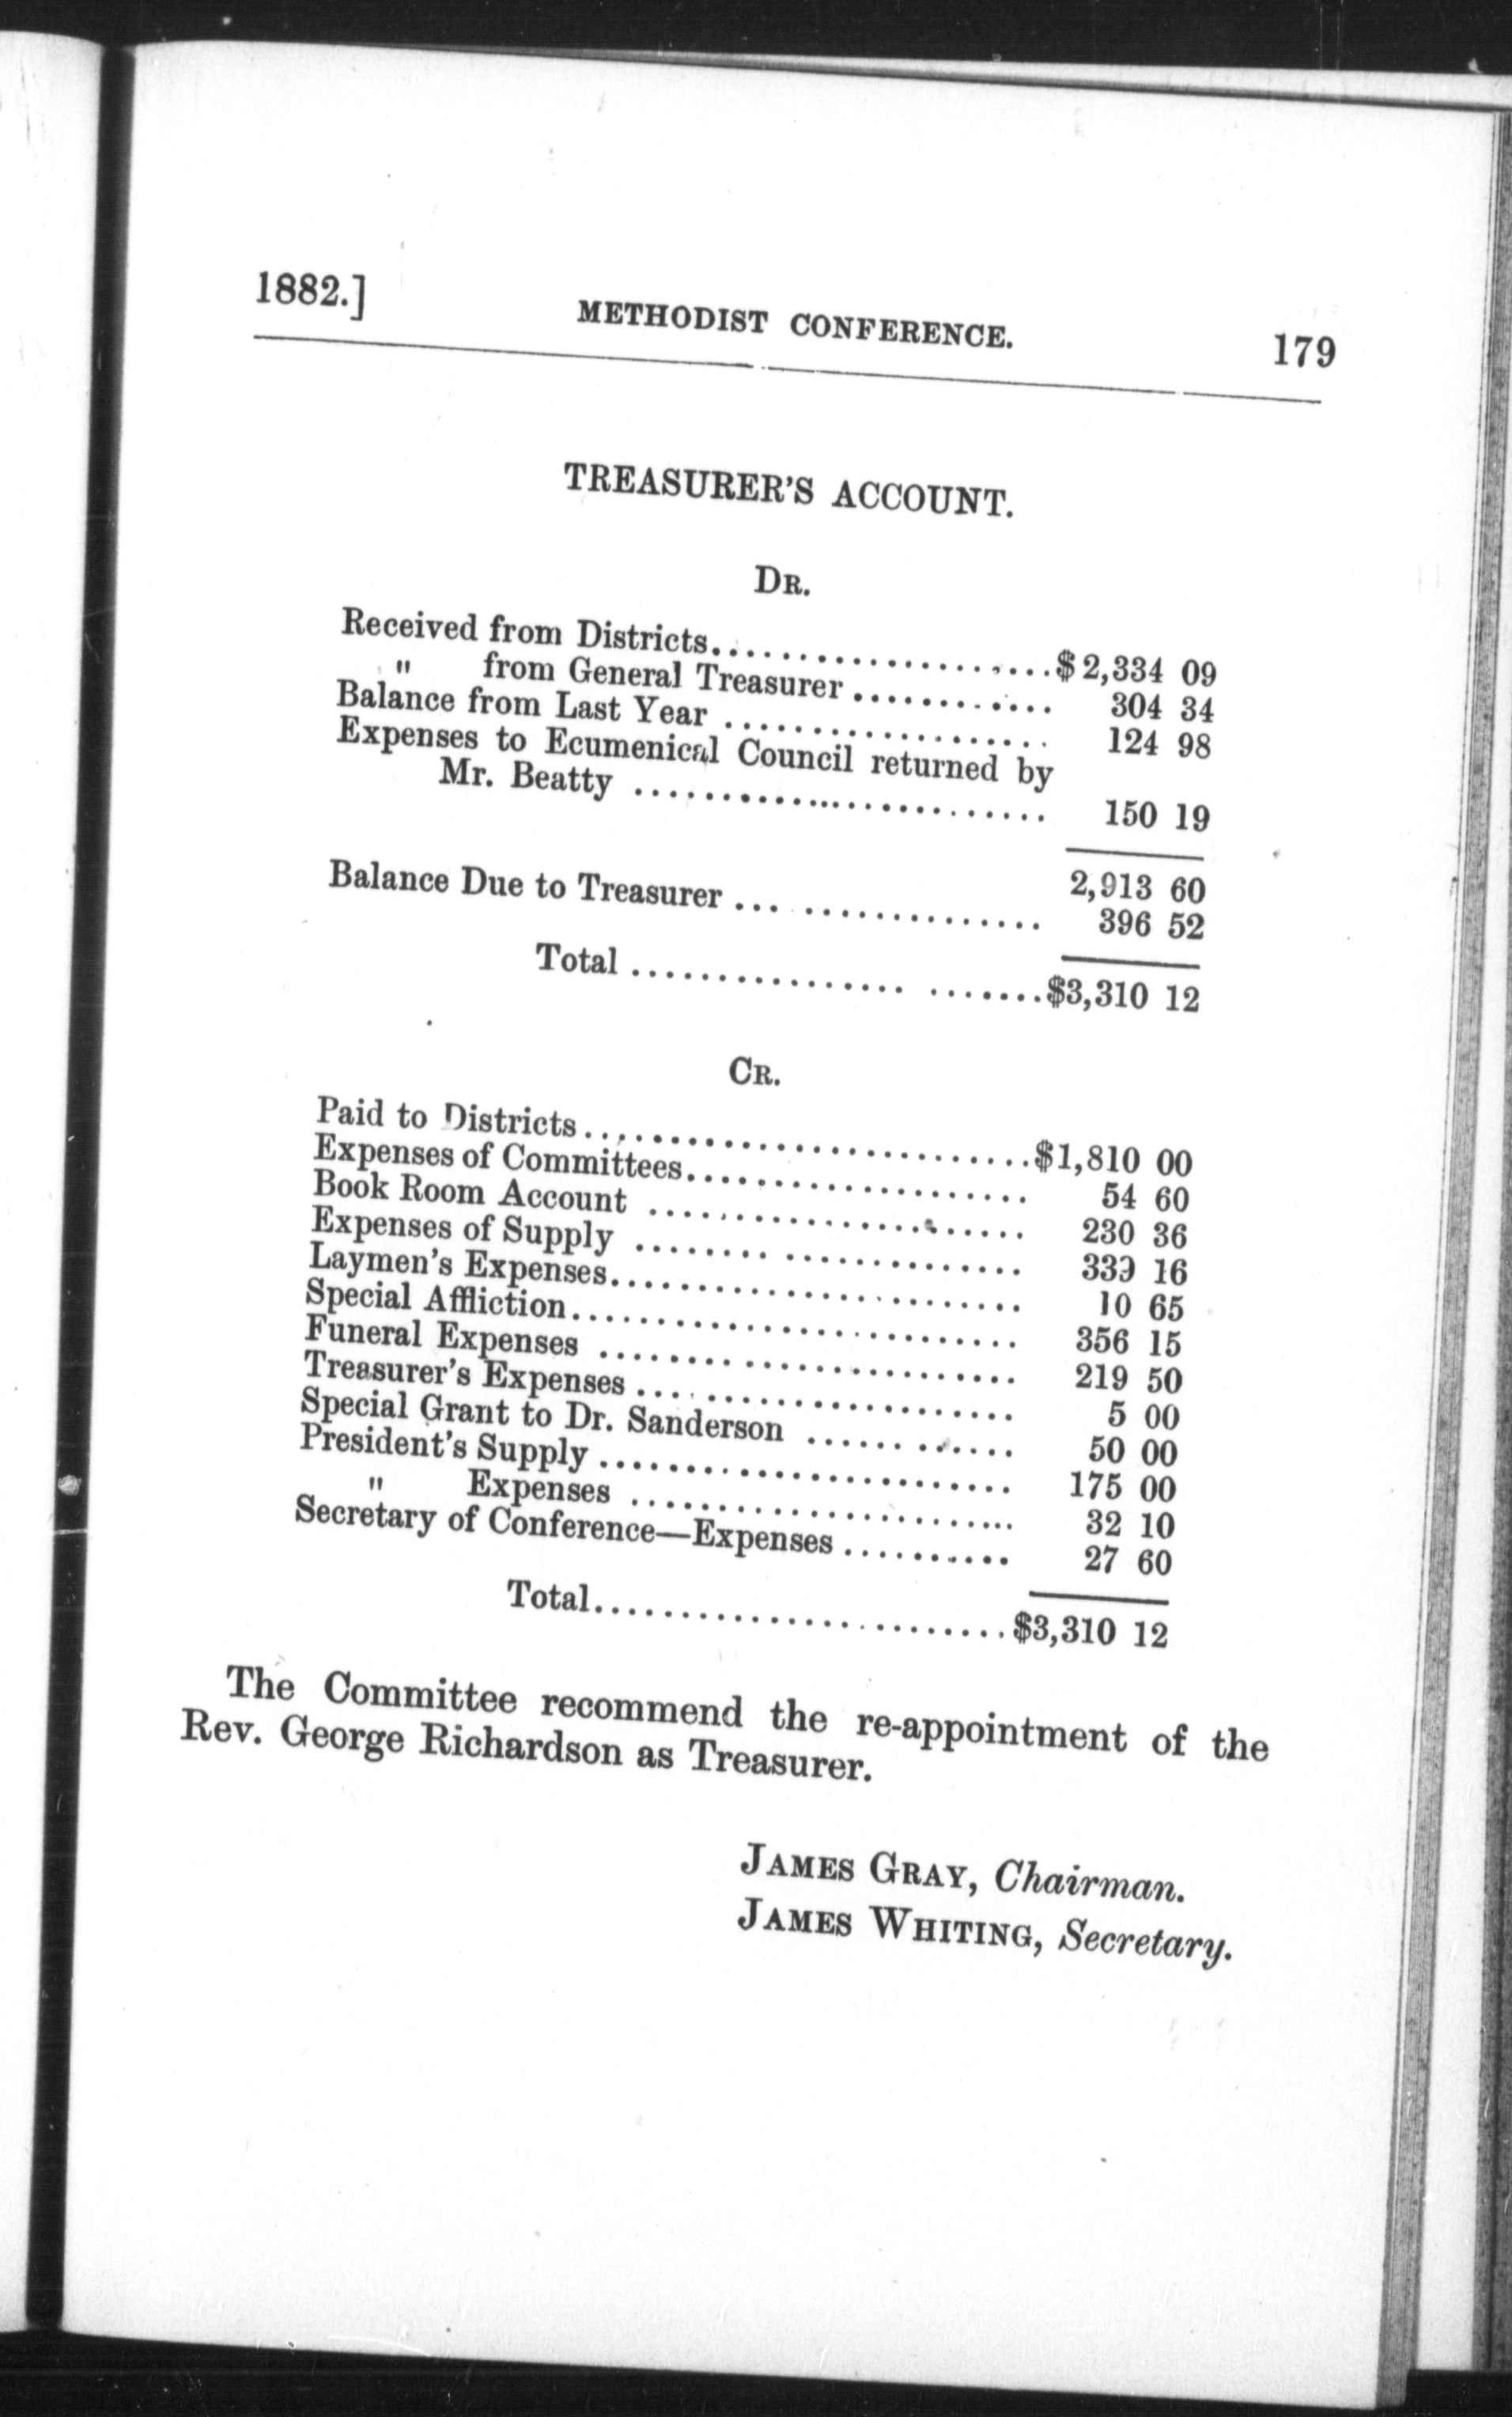 1882.] METHODIST CONFERENCE. 179
TREASURER'S ACCOUNT.
DR.
Received from Districts....................$2,334 09
" from General Treasurer............ 304 34
Balance from Last Year................... 124 98
Expenses to Ecumenical Council returned by
Mr. Beatty........................ 150 19
2,913 60
Balance Due to Treasurer................. 396 52
Total.......................$3,310 12
CR.
Paid to Districts..........................$1,810 00
Expenses of Committees.................... 54 60
Book Room Account...................... 230 36
Expenses of Supply...................... 339 16
Laymen's Expenses........................ 10 65
Special Affliction.......................... 356 15
Funeral Expenses........................ 219 50
Treasurer's Expenses...................... 5 00
Special Grant to Dr. Sanderson............ 50 00
President's Supply........................ 175 00
" Expenses...................... 32 10
Secretary of Conference—Expenses.......... 27 60
Total........................$3,310 12
The Committee recommend the re-appointment of the
Rev. George Richardson as Treasurer.
JAMES GRAY, Chairman.
JAMES WHITING, Secretary.